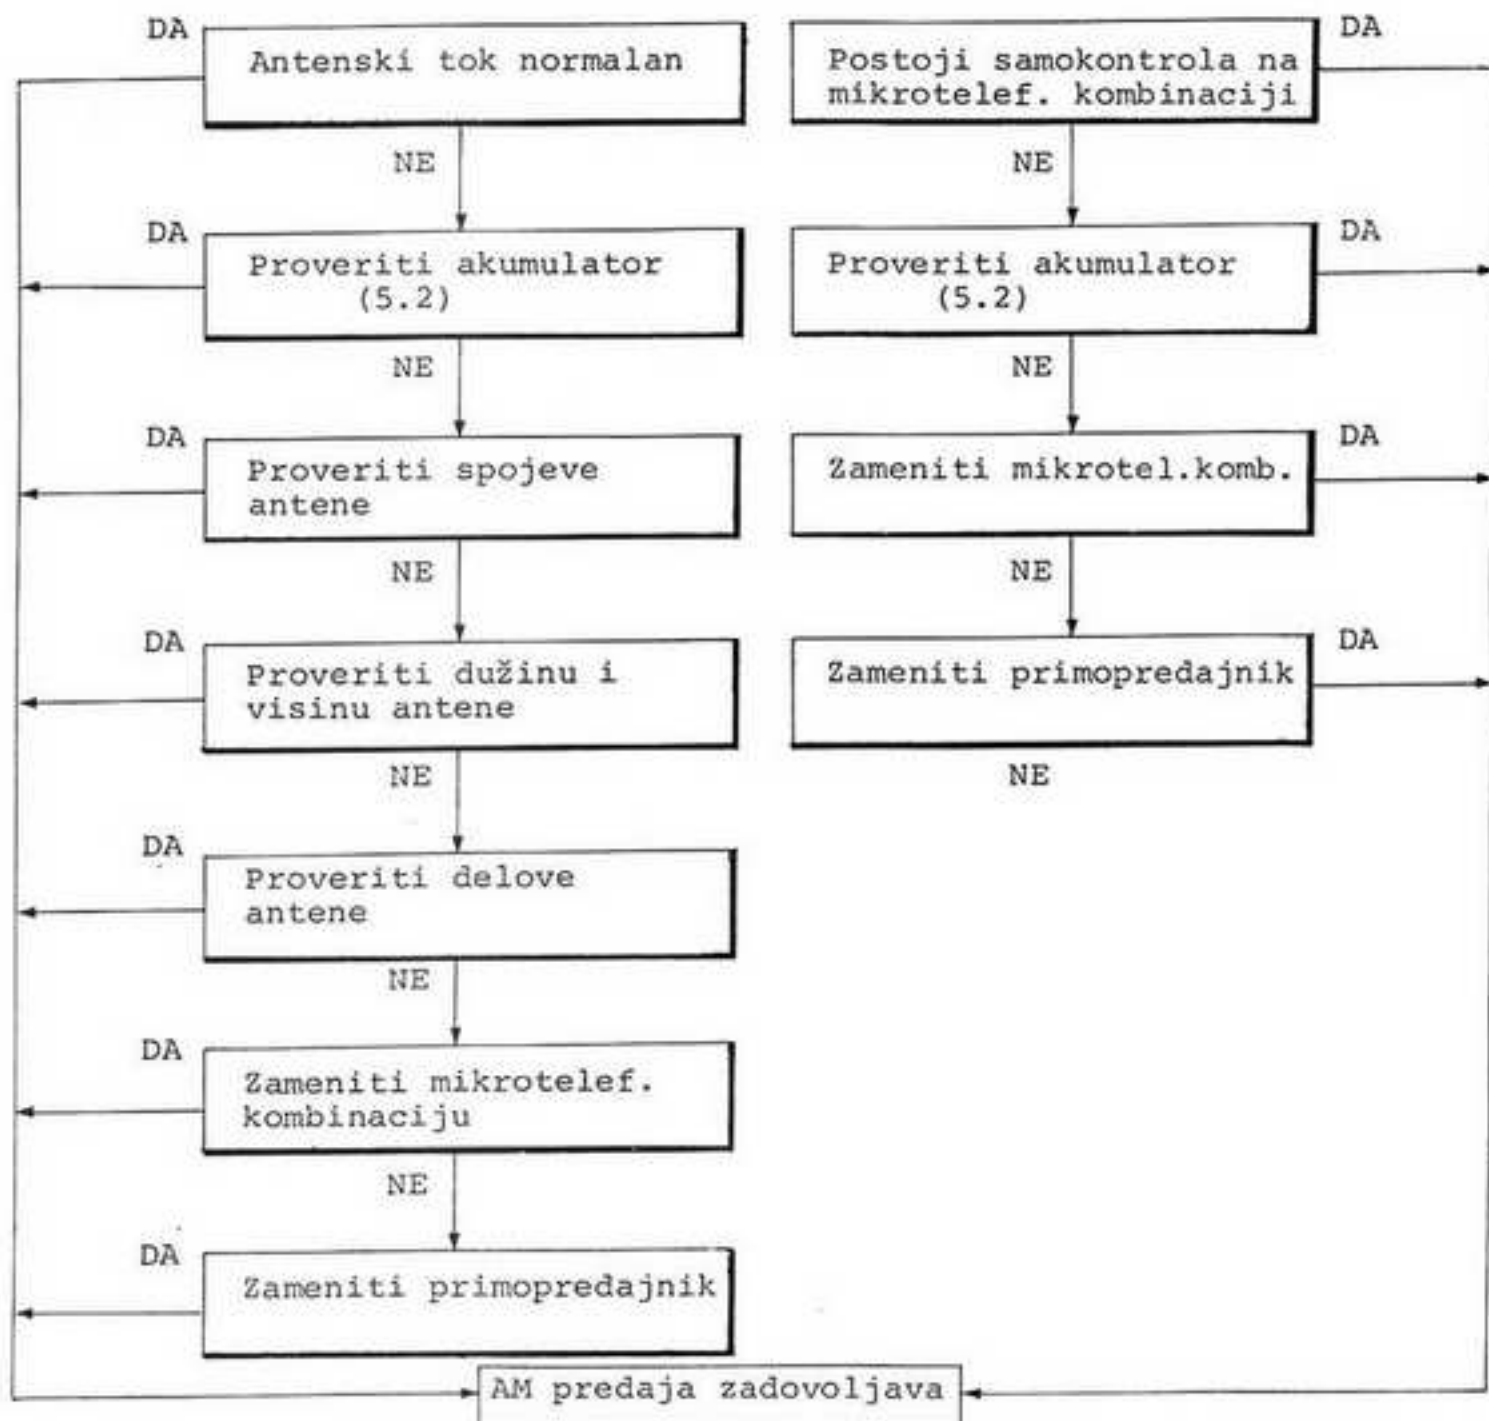 DA
Antenski tok normalan
NE
DA
Proveriti akumulator
(5.2)
NE
DA
Proveriti spojeve
antene
NE
DA
Proveriti dužinu i
visinu antene
NE
DA
Proveriti delove
antene
NE
DA
Zameniti mikrotelef.
kombinaciju
NE
DA
Zameniti primopredajnik
Postoji samokontrola na
mikrotelef. kombinaciji
DA
NE
Proveriti akumulator
(5.2)
DA
NE
Zameniti mikrotel.komb.
DA
NE
Zameniti primopredajnik
DA
NE
AM predaja zadovoljava